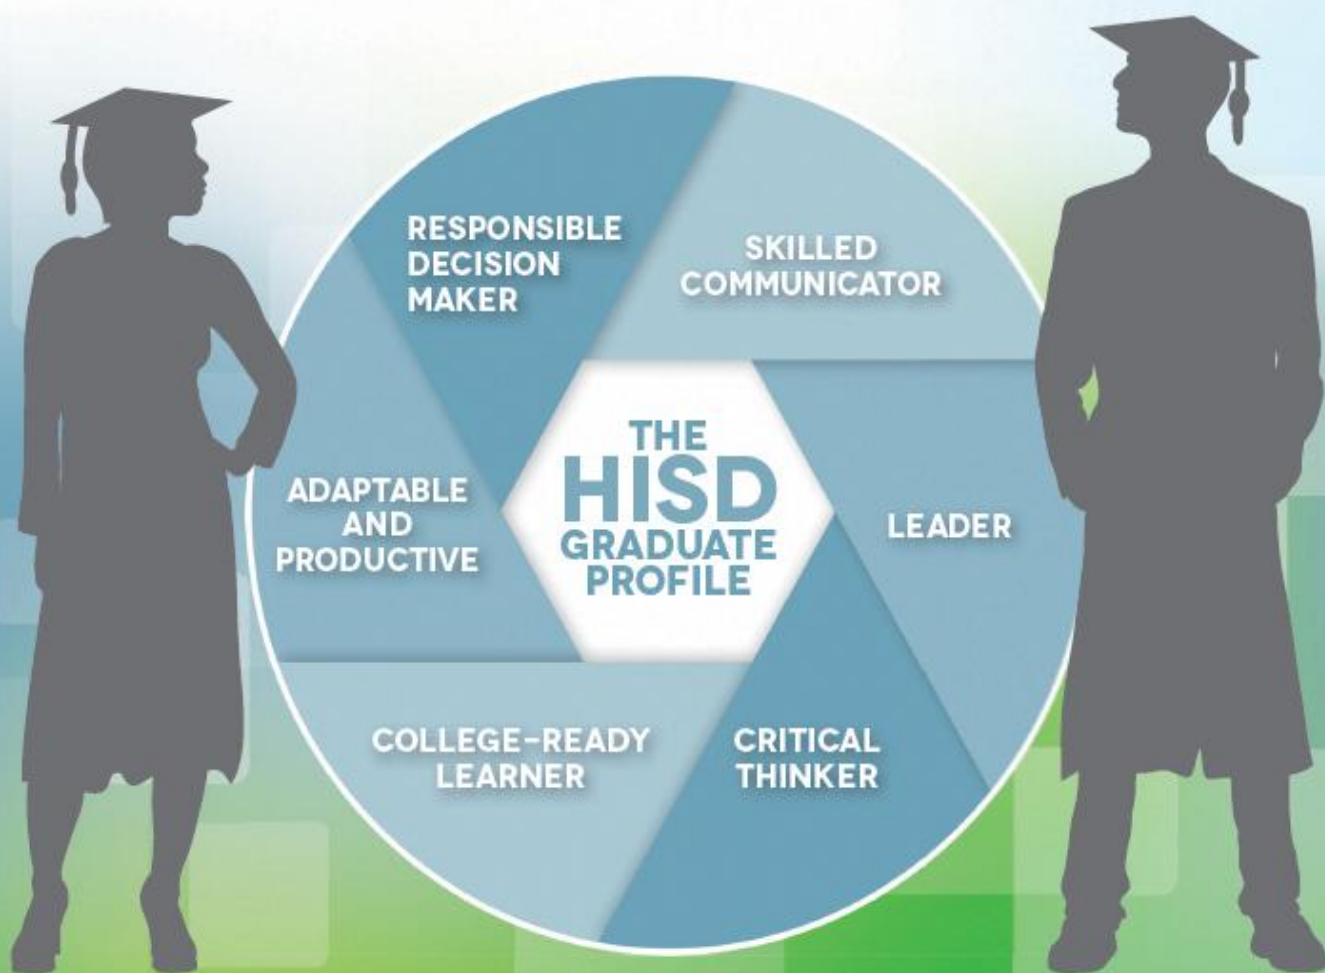 RESPONSIBLE
DECISION
MAKER
SKILLED
COMMUNICATOR
THE
HISD
GRADUATE
PROFILE
ADAPTABLE
AND
PRODUCTIVE
LEADER
COLLEGE-READY
LEARNER
CRITICAL
THINKER